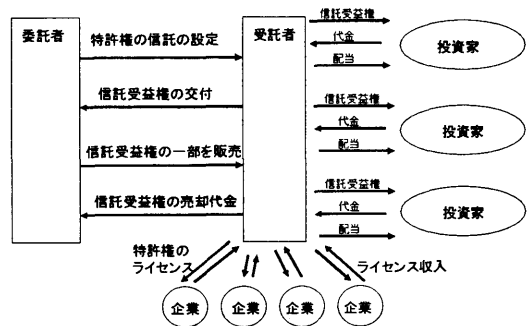 委託者
特許権の信託の設定
信託受益権の交付
信託受益権の一部を販売
信託受益権の売却代金
受託者
信託受益権
代金
配当
投資家
信託受益権
代金
配当
投資家
信託受益権
代金
配当
投資家
特許権の
ライセンス
ライセンス収入
企業
企業
企業
企業